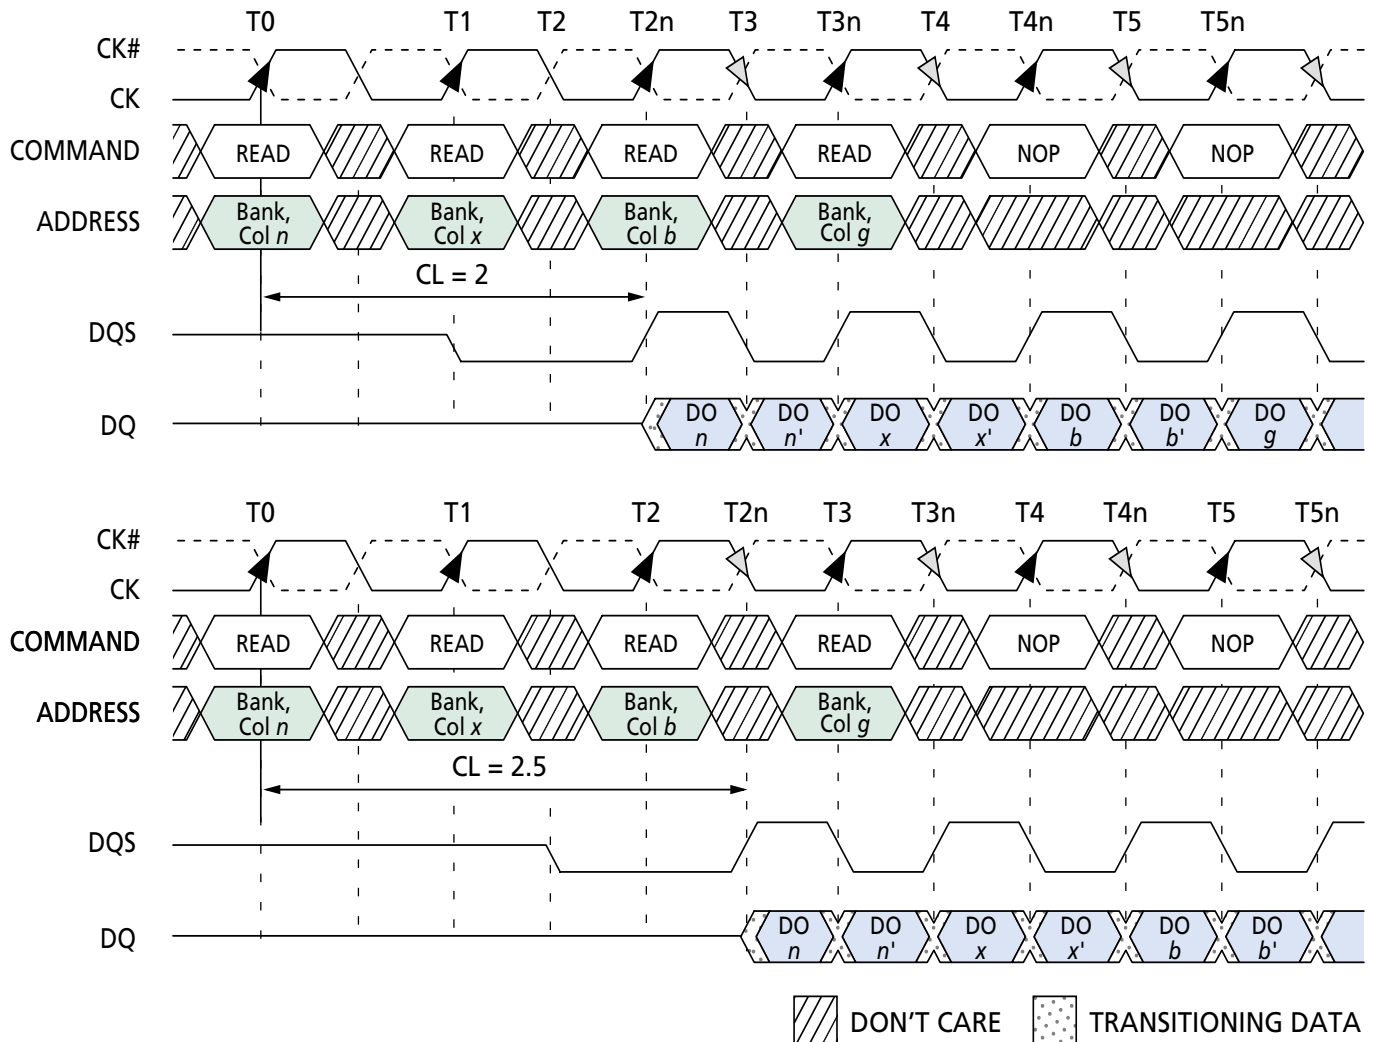 T0 T1 T2 T2n T3 T3n T4 T4n T5 T5n
CK#
CK
COMMAND READ READ READ READ NOP NOP
ADDRESS Bank, Col n Bank, Col x Bank, Col b Bank, Col g
CL = 2
DQS
DQ DO n DO n' DO x DO x' DO b DO b' DO g
T0 T1 T2 T2n T3 T3n T4 T4n T5 T5n
CK#
CK
COMMAND READ READ READ READ NOP NOP
ADDRESS Bank, Col n Bank, Col x Bank, Col b Bank, Col g
CL = 2.5
DQS
DQ DO n DO n' DO x DO x' DO b DO b'
DON'T CARE TRANSITIONING DATA